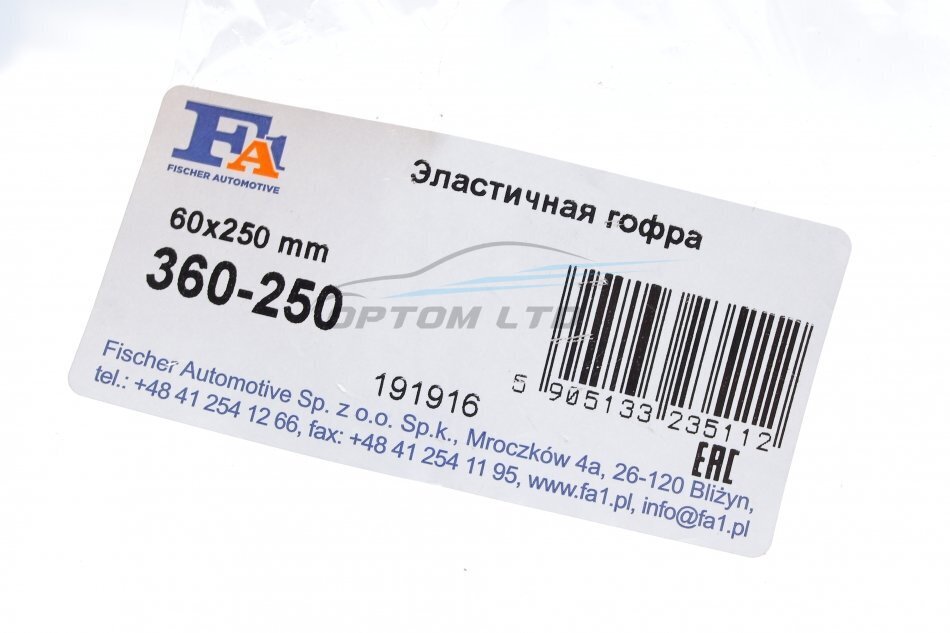 FA1
FISCHER AUTOMOTIVE
Эластичная гофра
60x250 mm
360-250
OPTOM LTD
191916
5 905133 235112
EAC
Fischer Automotive Sp. z o.o. Sp.k., Mroczków 4a, 26-120 Bliżyn,
tel.: +48 41 254 12 66, fax: +48 41 254 11 95, www.fa1.pl, info@fa1.pl